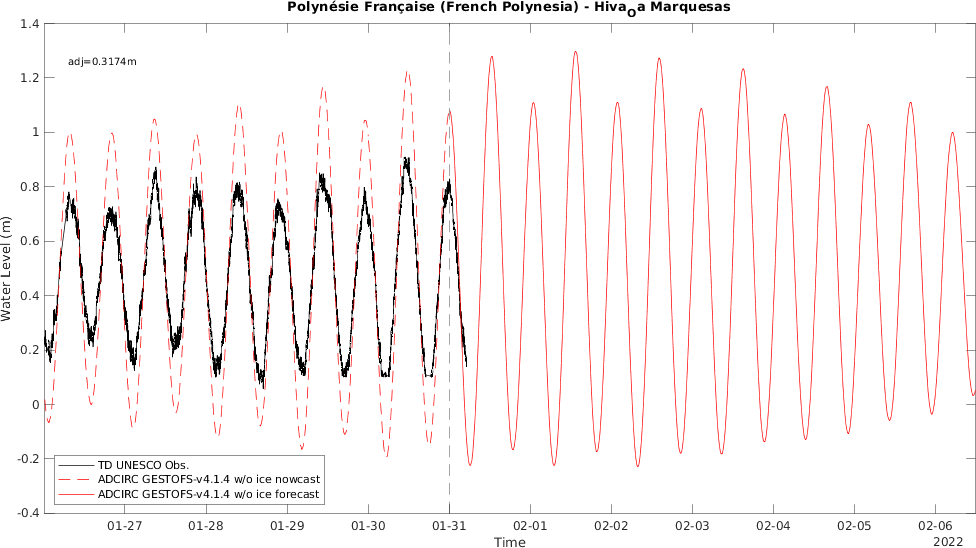 Polynésie Française (French Polynesia) - Hiva_Oa Marquesas
1.4
1.2
1
0.8
0.6
0.4
0.2
0
-0.2
-0.4
Water Level (m)
adj=0.3174m
TD UNESCO Obs.
ADCIRC GESTOFS-v4.1.4 w/o ice nowcast
ADCIRC GESTOFS-v4.1.4 w/o ice forecast
01-27 01-28 01-29 01-30 01-31 02-01 02-02 02-03 02-04 02-05 02-06
Time
2022